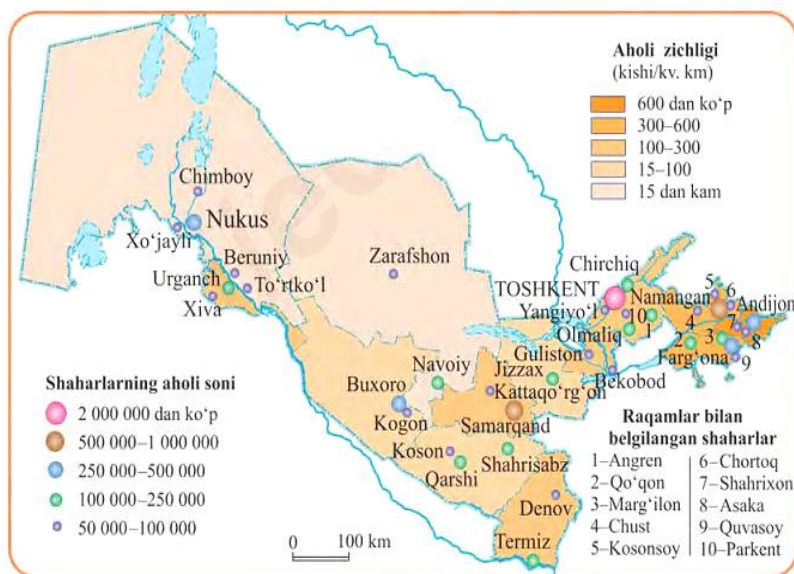 Aholi zichligi
(kishi/kv. km)
600 dan ko‘p
300–600
100–300
15–100
15 dan kam
Chimboy
Nukus
Xo‘jayli
Beruniy
Urganch
To‘rtko‘l
Xiva
Zarafshon
Chirchiq
TOSHKENT
Namangan
5
6
Andijon
Yangiyo‘l
10
4
7
Olmaliq
1
2
3
8
Guliston
Farg‘ona
9
Navoiy
Jizzax
Bekobod
Buxoro
Kattaqo‘rg‘on
Kogon
Samarqand
Koson
Shahrisabz
Qarshi
Denov
Termiz
Shaharlarning aholi soni
2 000 000 dan ko‘p
500 000–1 000 000
250 000–500 000
100 000–250 000
50 000–100 000
0 100 km
Raqamlar bilan
belgilangan shaharlar
1–Angren
2–Qo‘qon
3–Marg‘ilon
4–Chust
5–Kosonsoy
6–Chortoq
7–Shahrixon
8–Asaka
9–Quvasoy
10–Parkent